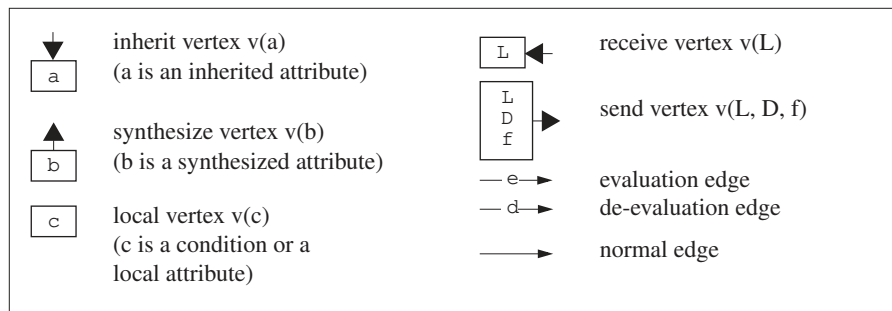 a
inherit vertex v(a)
(a is an inherited attribute)
b
synthesize vertex v(b)
(b is a synthesized attribute)
c
local vertex v(c)
(c is a condition or a
local attribute)
L
receive vertex v(L)
L
D
f
send vertex v(L, D, f)
e
evaluation edge
d
de-evaluation edge
normal edge